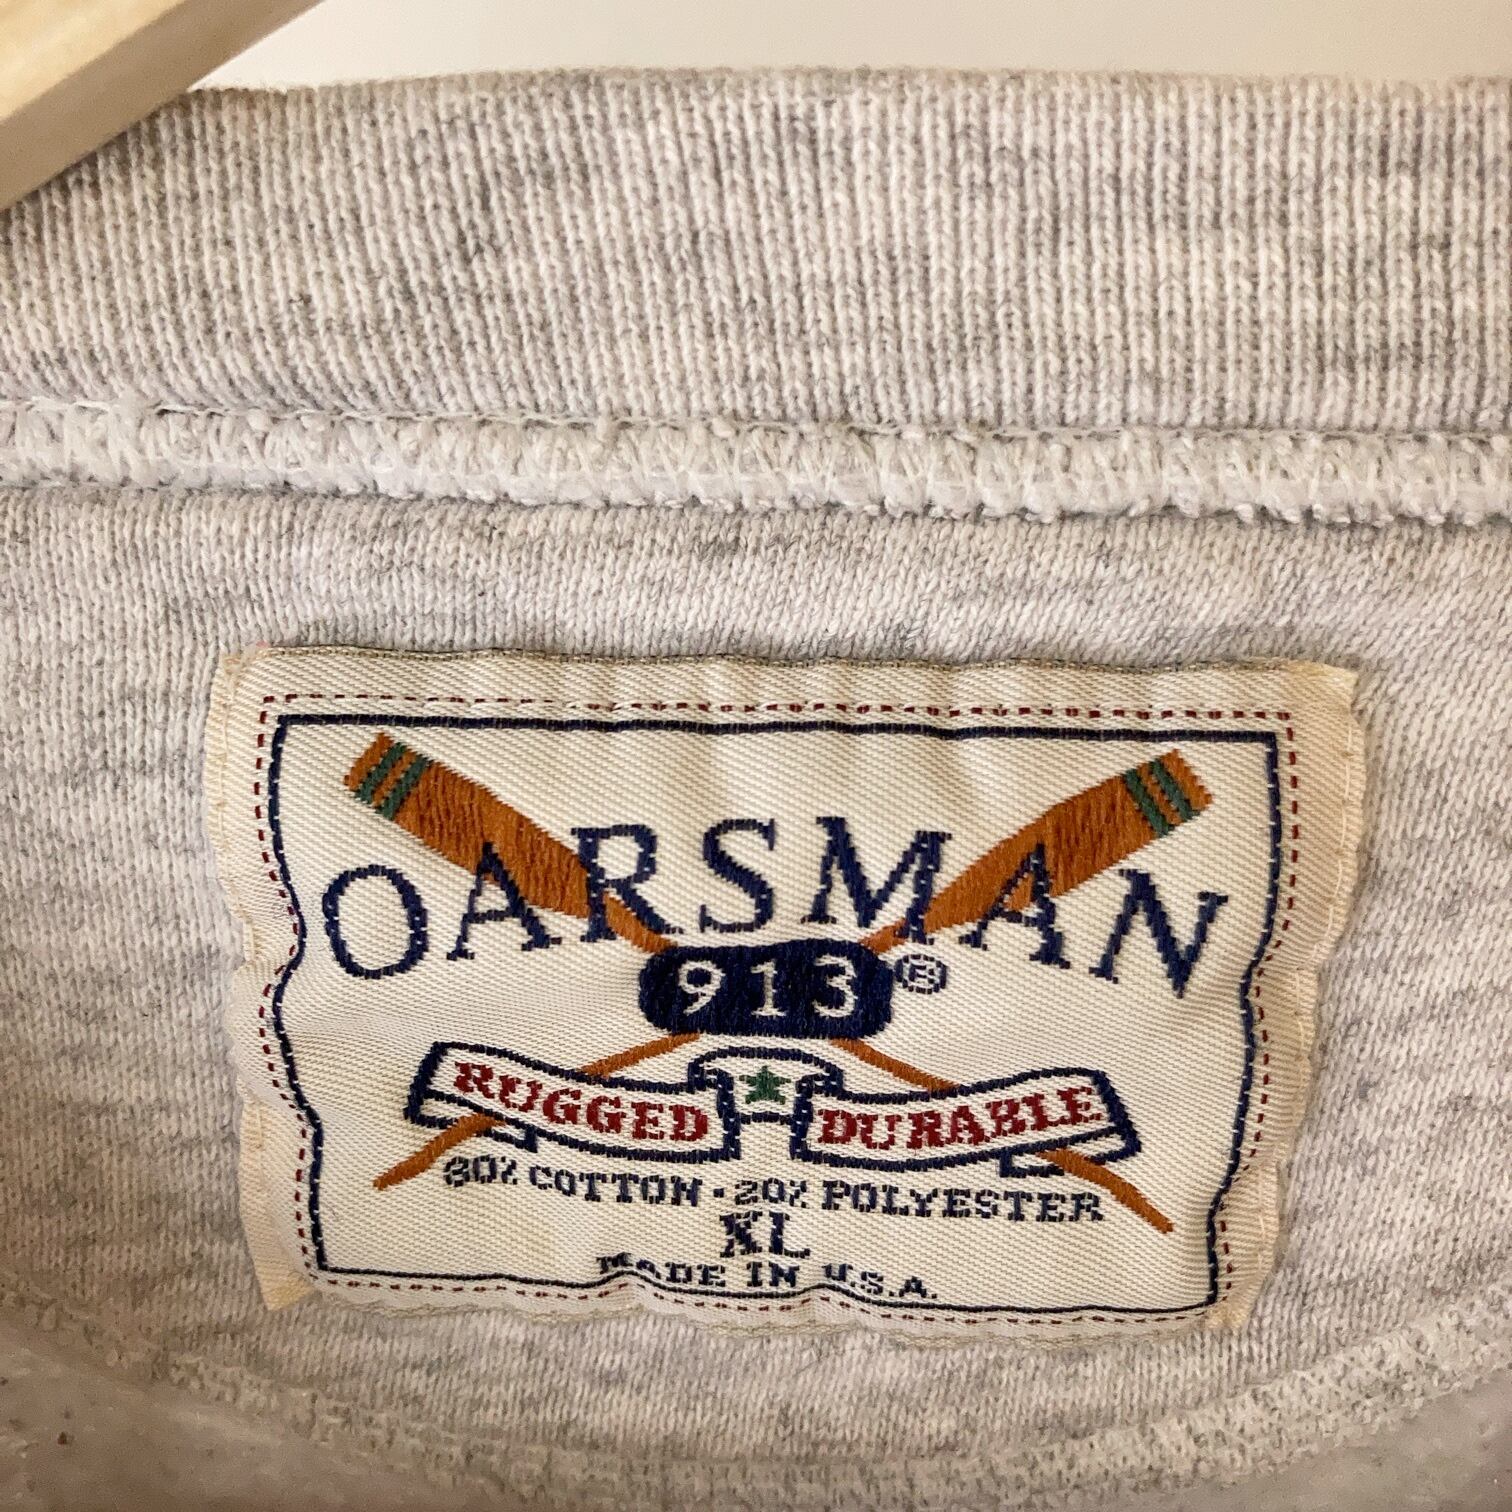 OARSMAN
913®
RUGGED DURABLE
80% COTTON · 20% POLYESTER
XL
MADE IN U.S.A.